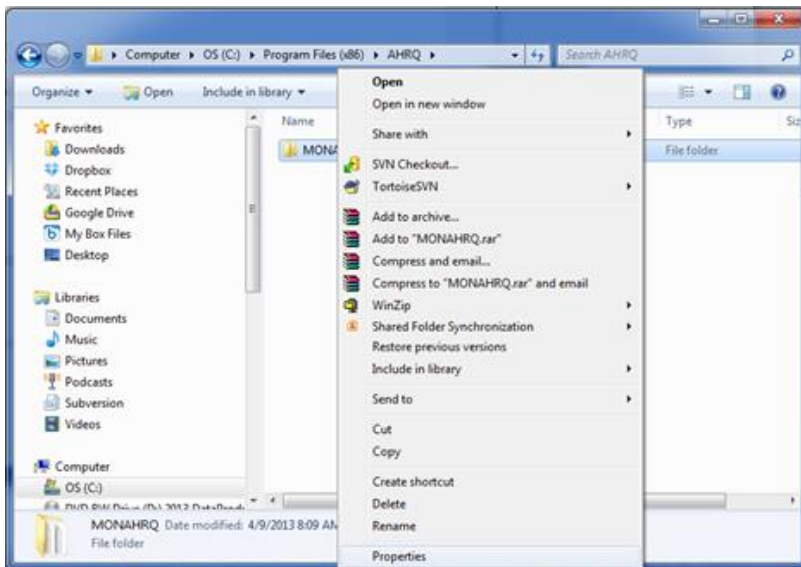 Computer ▸ OS (C:) ▸ Program Files (x86) ▸ AHRQ ▸
Search AHRQ
Organize
Open
Include in library
Favorites
Downloads
Dropbox
Recent Places
Google Drive
My Box Files
Desktop
Libraries
Documents
Music
Pictures
Podcasts
Subversion
Videos
Computer
OS (C:)
Name
Type
MONA
File folder
Open
Open in new window
Share with
SVN Checkout...
TortoiseSVN
Add to archive...
Add to "MONAHRQ.rar"
Compress and email...
Compress to "MONAHRQ.rar" and email
WinZip
Shared Folder Synchronization
Restore previous versions
Include in library
Send to
Cut
Copy
Create shortcut
Delete
Rename
Properties
MONAHRQ Date modified: 4/9/2013 8:09 AM
File folder